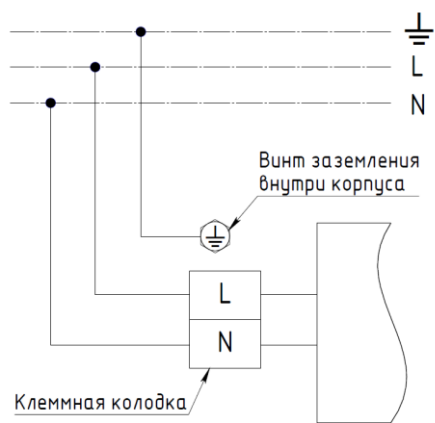 L
N
Винт заземления
внутри корпуса
L
N
Клеммная колодка